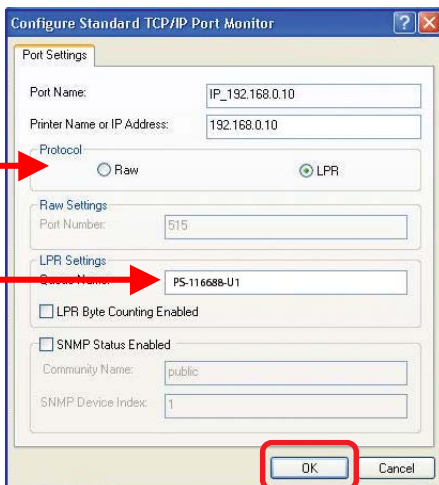 Configure Standard TCP/IP Port Monitor
Port Settings
Port Name: IP_192.168.0.10
Printer Name or IP Address: 192.168.0.10
Protocol
Raw LPR
Raw Settings
Port Number: 515
LPR Settings
Queue Name: PS-116688-U1
LPR Byte Counting Enabled
SNMP Status Enabled
Community Name: public
SNMP Device Index: 1
OK Cancel